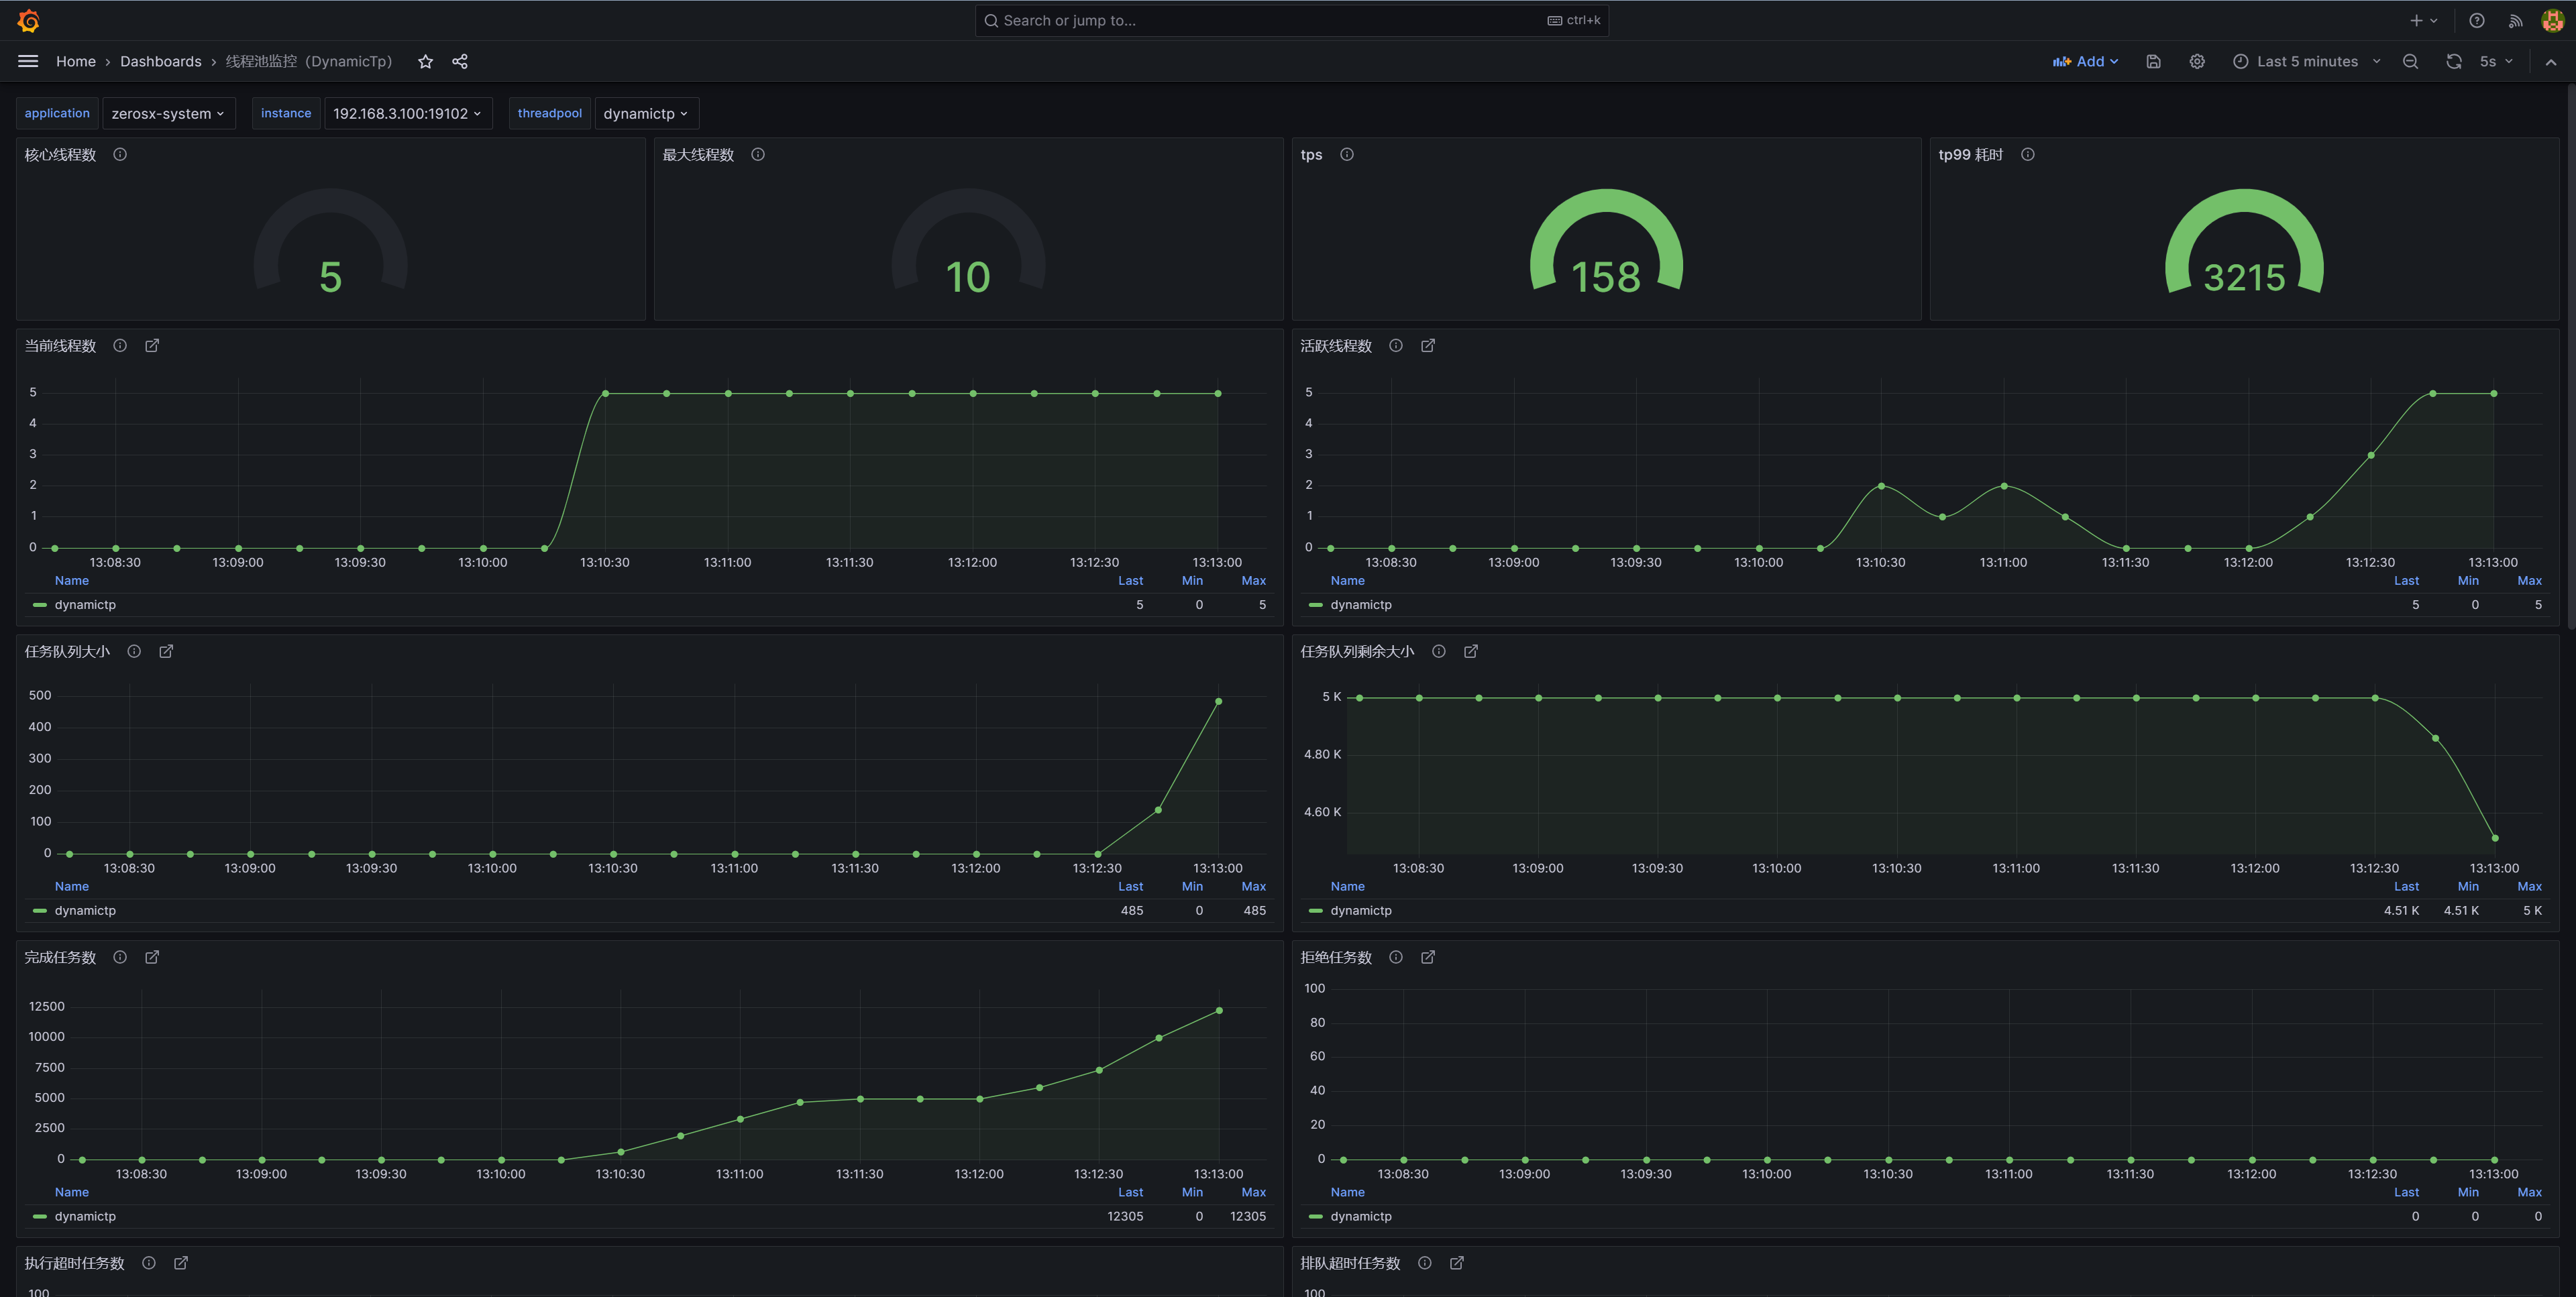 Search or jump to... ctrl+k
Home › Dashboards › 线程池监控（DynamicTp）
Add Last 5 minutes 5s
application zerosx-system instance 192.168.3.100:19102 threadpool dynamictp
核心线程数
5
最大线程数
10
tps
158
tp99 耗时
3215
当前线程数
5
4
3
2
1
0
13:08:30 13:09:00 13:09:30 13:10:00 13:10:30 13:11:00 13:11:30 13:12:00 13:12:30 13:13:00
Name Last Min Max
dynamictp 5 0 5
活跃线程数
5
4
3
2
1
0
13:08:30 13:09:00 13:09:30 13:10:00 13:10:30 13:11:00 13:11:30 13:12:00 13:12:30 13:13:00
Name Last Min Max
dynamictp 5 0 5
任务队列大小
500
400
300
200
100
0
13:08:30 13:09:00 13:09:30 13:10:00 13:10:30 13:11:00 13:11:30 13:12:00 13:12:30 13:13:00
Name Last Min Max
dynamictp 485 0 485
任务队列剩余大小
5 K
4.80 K
4.60 K
13:08:30 13:09:00 13:09:30 13:10:00 13:10:30 13:11:00 13:11:30 13:12:00 13:12:30 13:13:00
Name Last Min Max
dynamictp 4.51 K 4.51 K 5 K
完成任务数
12500
10000
7500
5000
2500
0
13:08:30 13:09:00 13:09:30 13:10:00 13:10:30 13:11:00 13:11:30 13:12:00 13:12:30 13:13:00
Name Last Min Max
dynamictp 12305 0 12305
拒绝任务数
100
80
60
40
20
0
13:08:30 13:09:00 13:09:30 13:10:00 13:10:30 13:11:00 13:11:30 13:12:00 13:12:30 13:13:00
Name Last Min Max
dynamictp 0 0 0
执行超时任务数
100
排队超时任务数
100